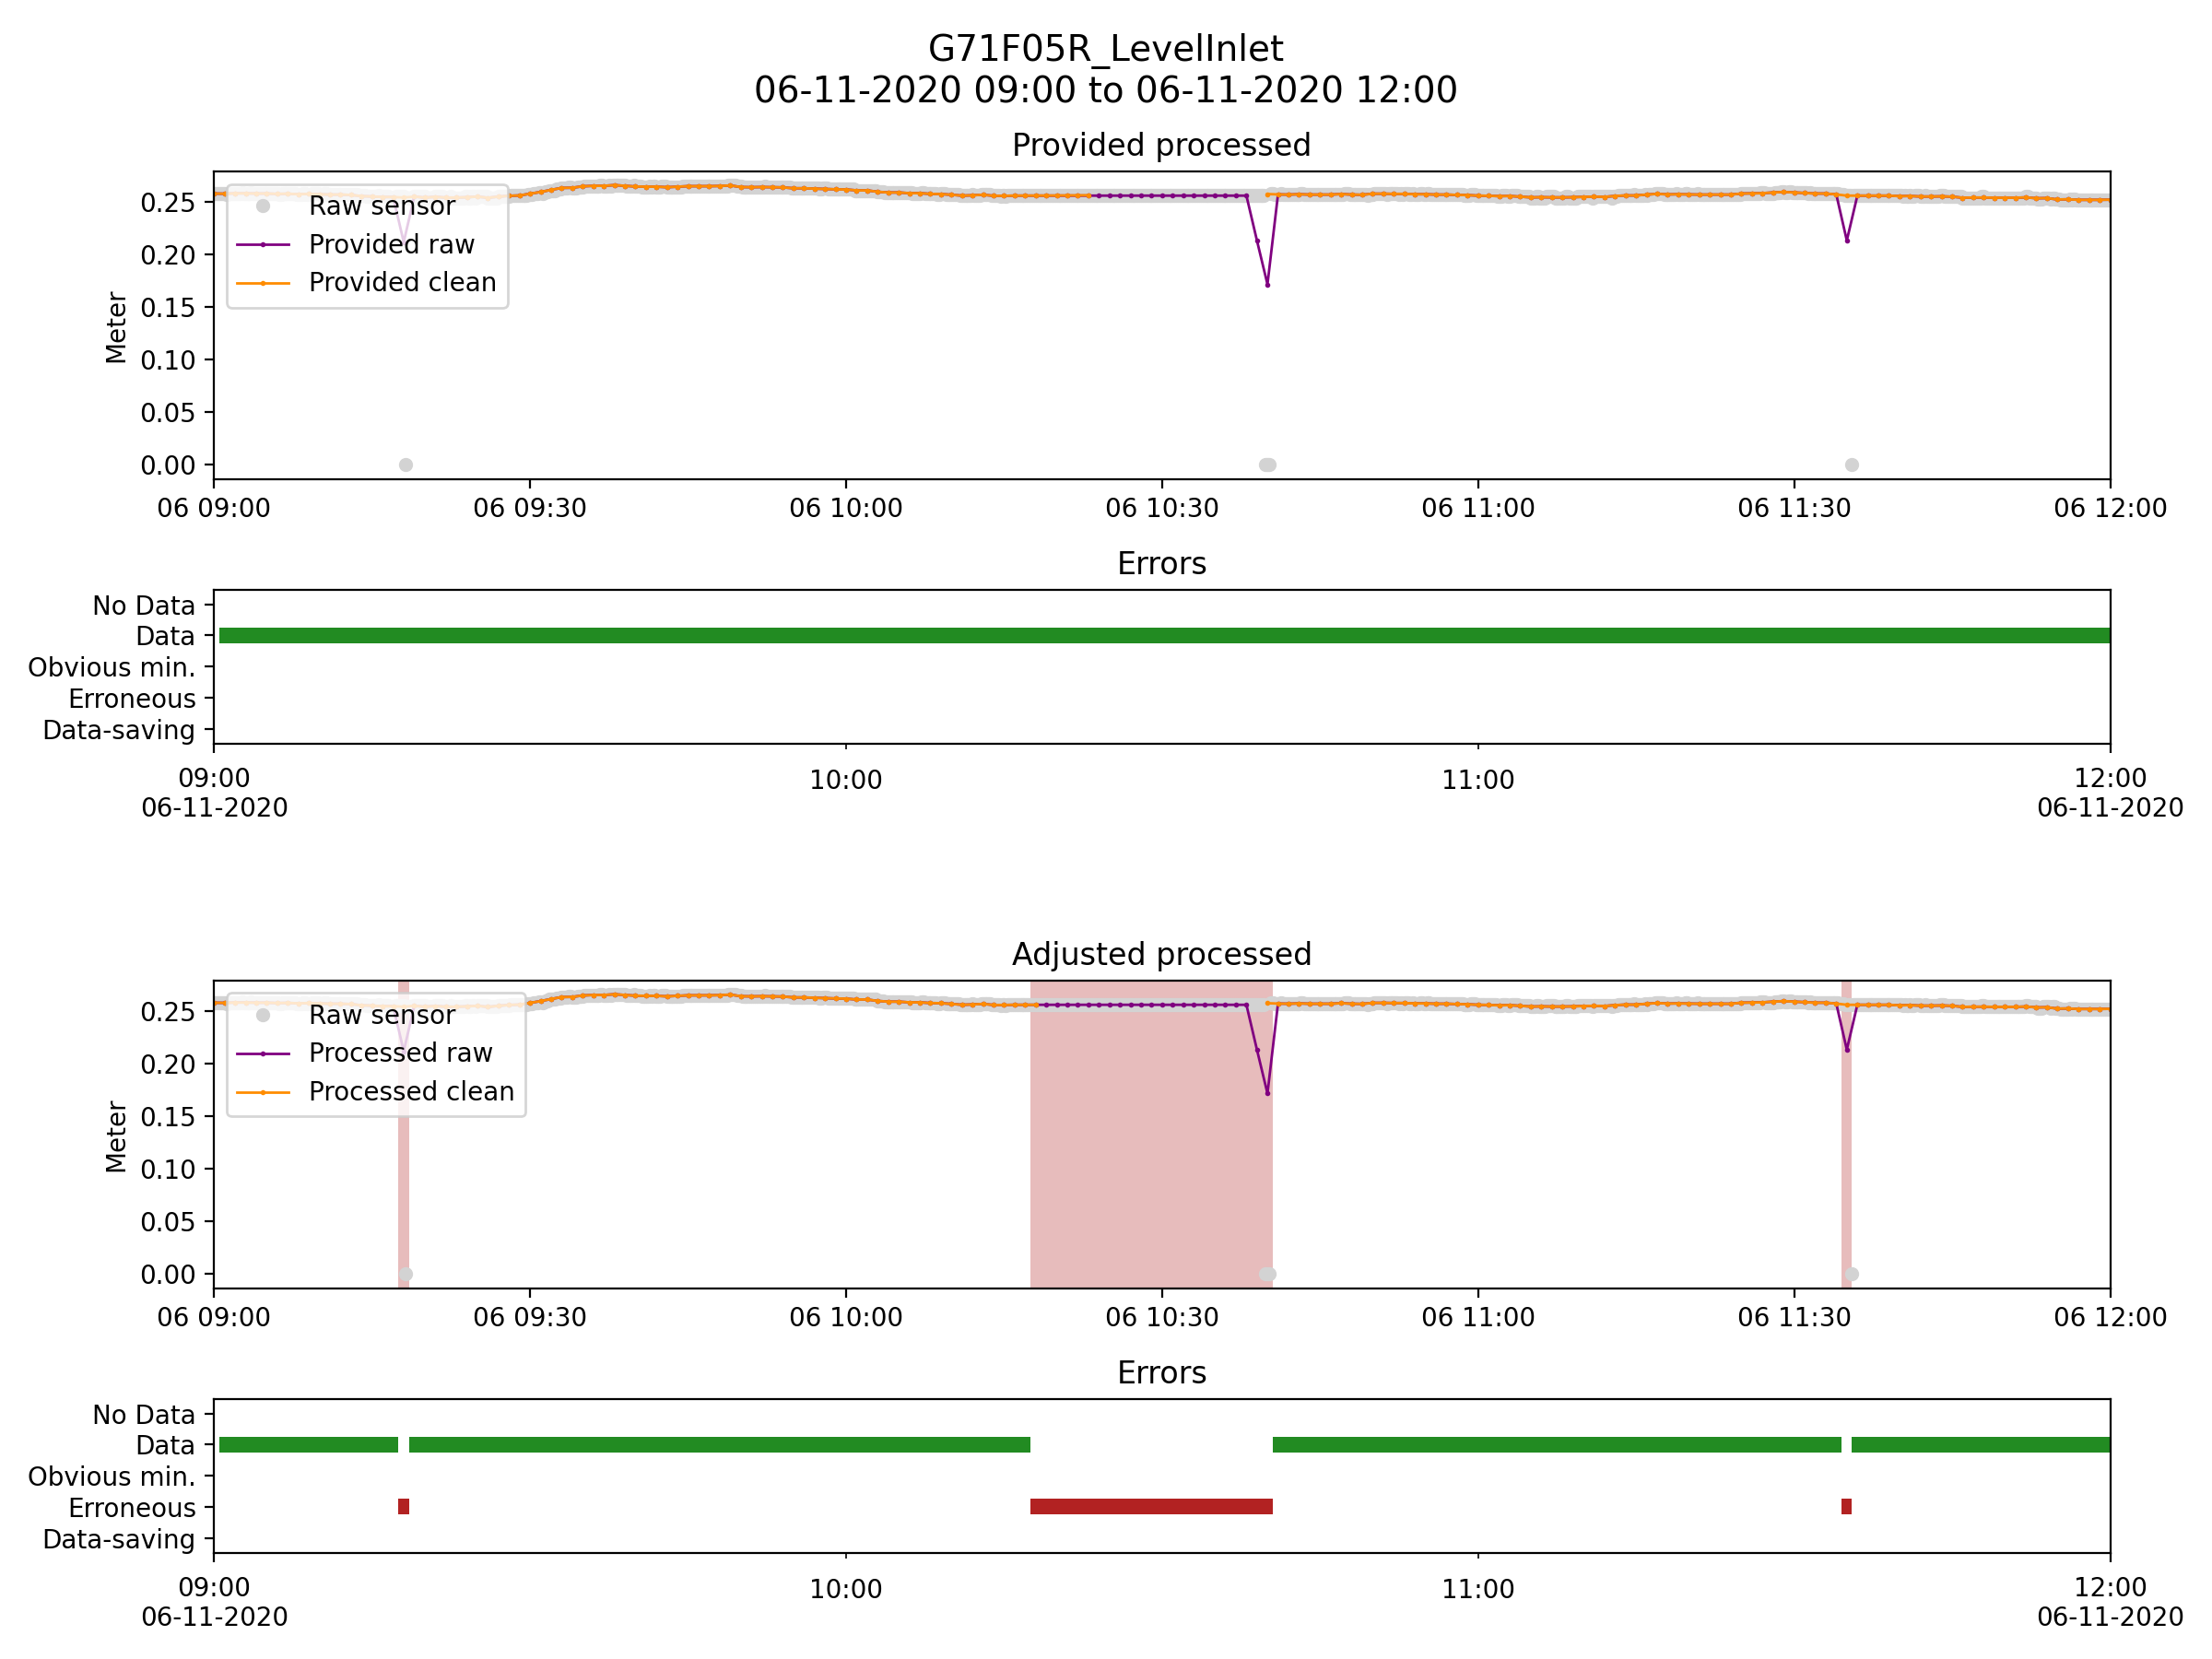 G71F05R_LevelInlet
06-11-2020 09:00 to 06-11-2020 12:00
Provided processed
Meter
0.25
0.20
0.15
0.10
0.05
0.00
Raw sensor
Provided raw
Provided clean
06 09:00 06 09:30 06 10:00 06 10:30 06 11:00 06 11:30 06 12:00
Errors
No Data
Data
Obvious min.
Erroneous
Data-saving
09:00 10:00 11:00 12:00
06-11-2020 06-11-2020
Adjusted processed
Meter
0.25
0.20
0.15
0.10
0.05
0.00
Raw sensor
Processed raw
Processed clean
06 09:00 06 09:30 06 10:00 06 10:30 06 11:00 06 11:30 06 12:00
Errors
No Data
Data
Obvious min.
Erroneous
Data-saving
09:00 10:00 11:00 12:00
06-11-2020 06-11-2020